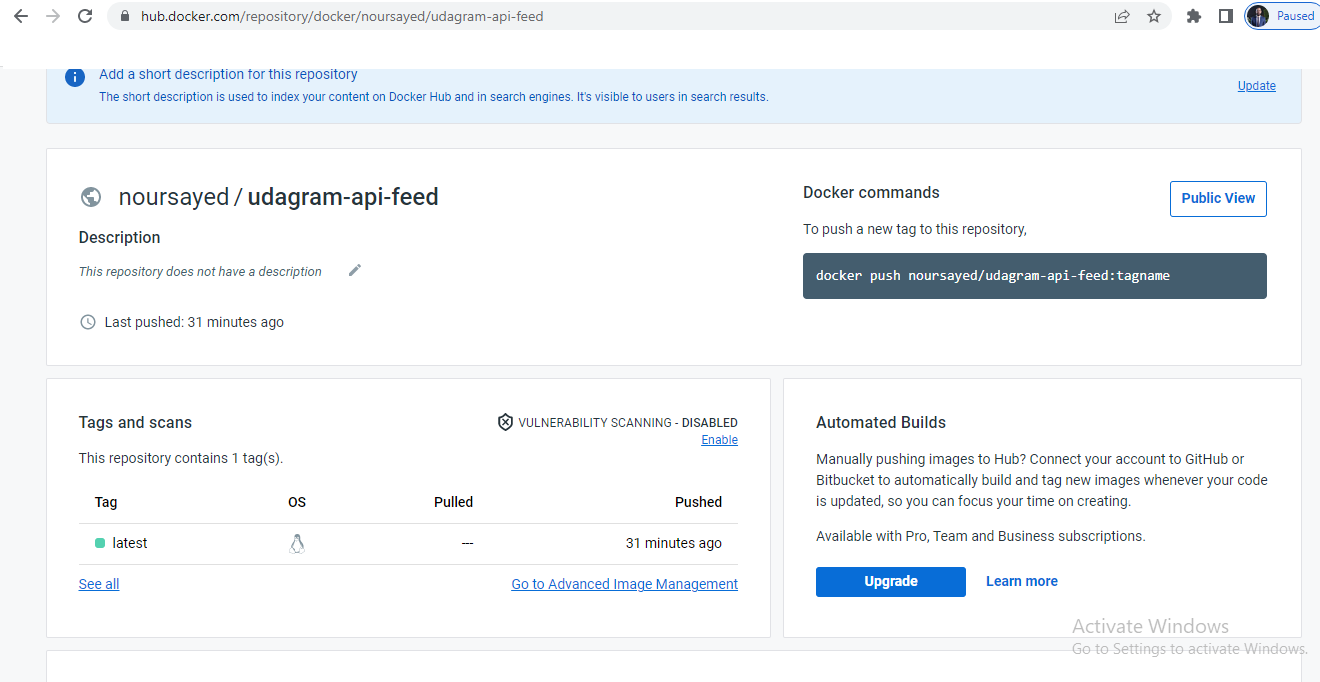 hub.docker.com/repository/docker/noursayed/udagram-api-feed
Paused
Add a short description for this repository
The short description is used to index your content on Docker Hub and in search engines. It's visible to users in search results.
Update
noursayed / udagram-api-feed
Description
This repository does not have a description
Last pushed: 31 minutes ago
Docker commands
Public View
To push a new tag to this repository,
docker push noursayed/udagram-api-feed:tagname
Tags and scans
VULNERABILITY SCANNING - DISABLED
Enable
This repository contains 1 tag(s).
Tag OS Pulled Pushed
latest --- 31 minutes ago
See all
Go to Advanced Image Management
Automated Builds
Manually pushing images to Hub? Connect your account to GitHub or
Bitbucket to automatically build and tag new images whenever your code
is updated, so you can focus your time on creating.
Available with Pro, Team and Business subscriptions.
Upgrade
Learn more
Activate Windows
Go to Settings to activate Windows.